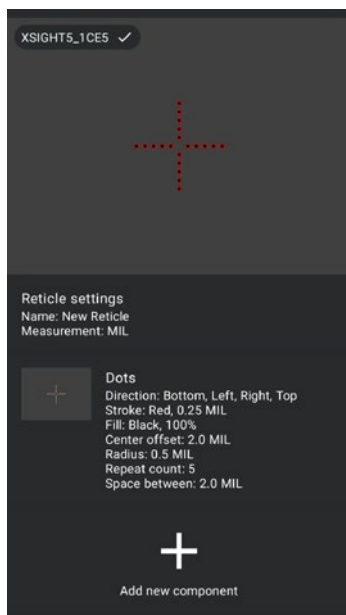 XSIGHT5_1CE5
Reticle settings
Name: New Reticle
Measurement: MIL
Dots
Direction: Bottom, Left, Right, Top
Stroke: Red, 0.25 MIL
Fill: Black, 100%
Center offset: 2.0 MIL
Radius: 0.5 MIL
Repeat count: 5
Space between: 2.0 MIL
Add new component